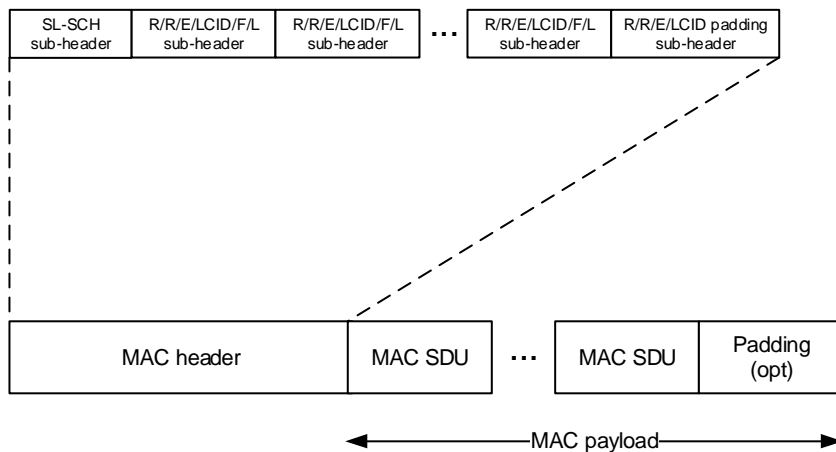 SL-SCH
sub-header
R/R/E/LCID/F/L
sub-header
R/R/E/LCID/F/L
sub-header
...
R/R/E/LCID/F/L
sub-header
R/R/E/LCID padding
sub-header
MAC header
MAC SDU
...
MAC SDU
Padding
(opt)
MAC payload